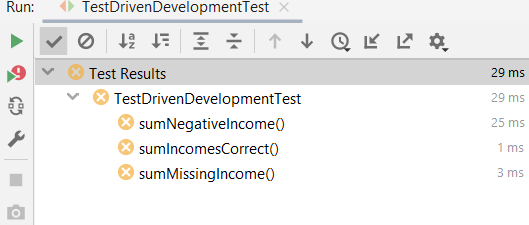 Run: TestDrivenDevelopmentTest
Test Results 29 ms
TestDrivenDevelopmentTest 29 ms
sumNegativeIncome() 25 ms
sumIncomesCorrect() 1 ms
sumMissingIncome() 3 ms